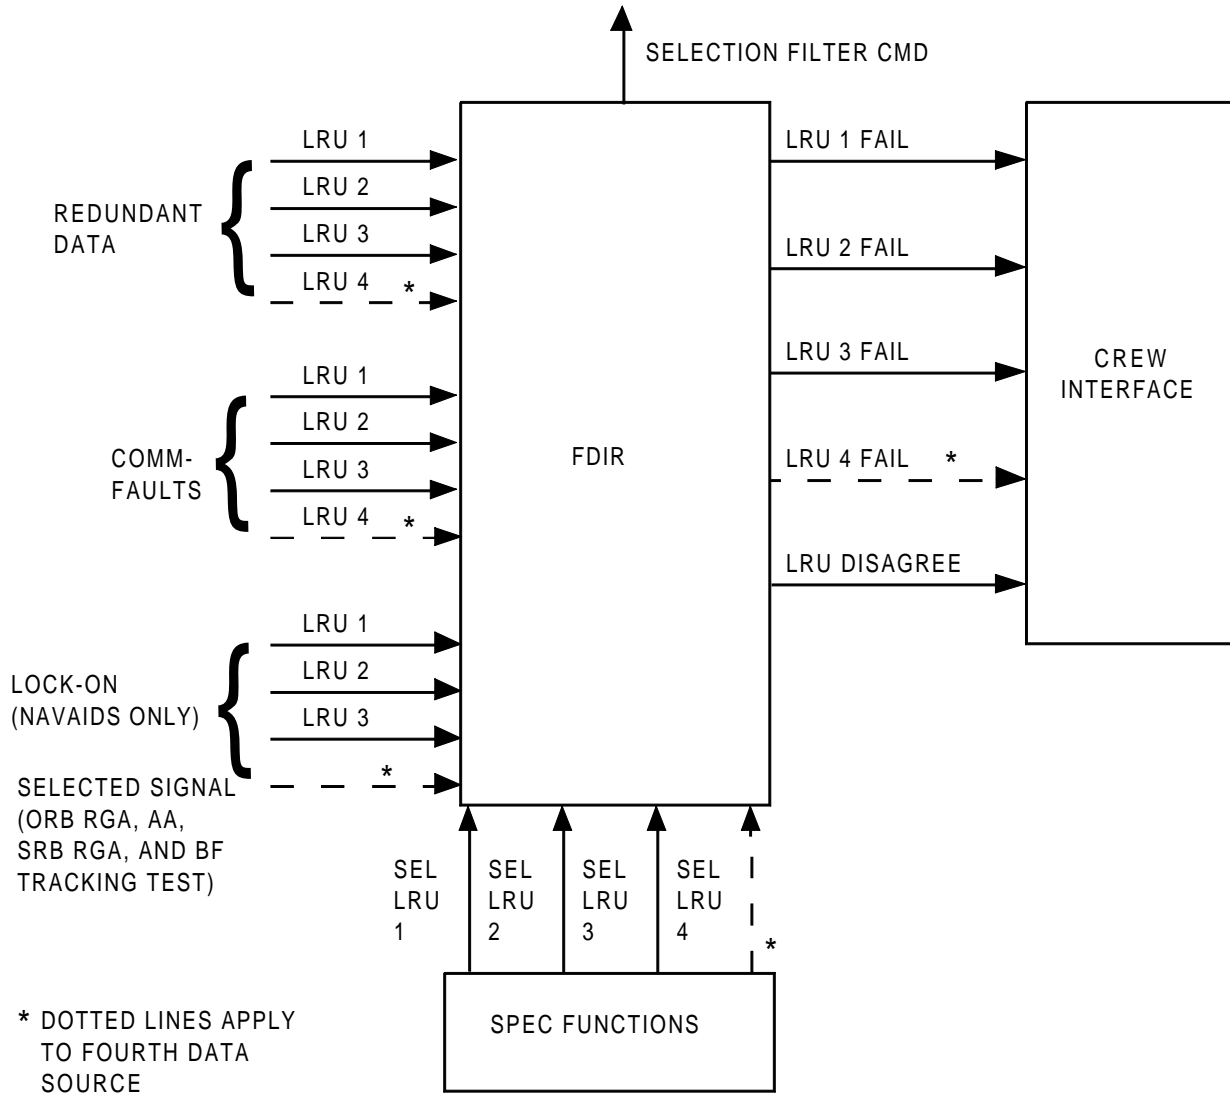 SELECTION FILTER CMD
REDUNDANT
DATA
LRU 1
LRU 2
LRU 3
LRU 4 *
COMM-
FAULTS
LRU 1
LRU 2
LRU 3
LRU 4 *
LOCK-ON
(NAVAIDS ONLY)
LRU 1
LRU 2
LRU 3
*
SELECTED SIGNAL
(ORB RGA, AA,
SRB RGA, AND BF
TRACKING TEST)
FDIR
LRU 1 FAIL
LRU 2 FAIL
LRU 3 FAIL
LRU 4 FAIL *
LRU DISAGREE
CREW
INTERFACE
SEL
LRU
1
SEL
LRU
2
SEL
LRU
3
SEL
LRU
4
*
SPEC FUNCTIONS
* DOTTED LINES APPLY
TO FOURTH DATA
SOURCE